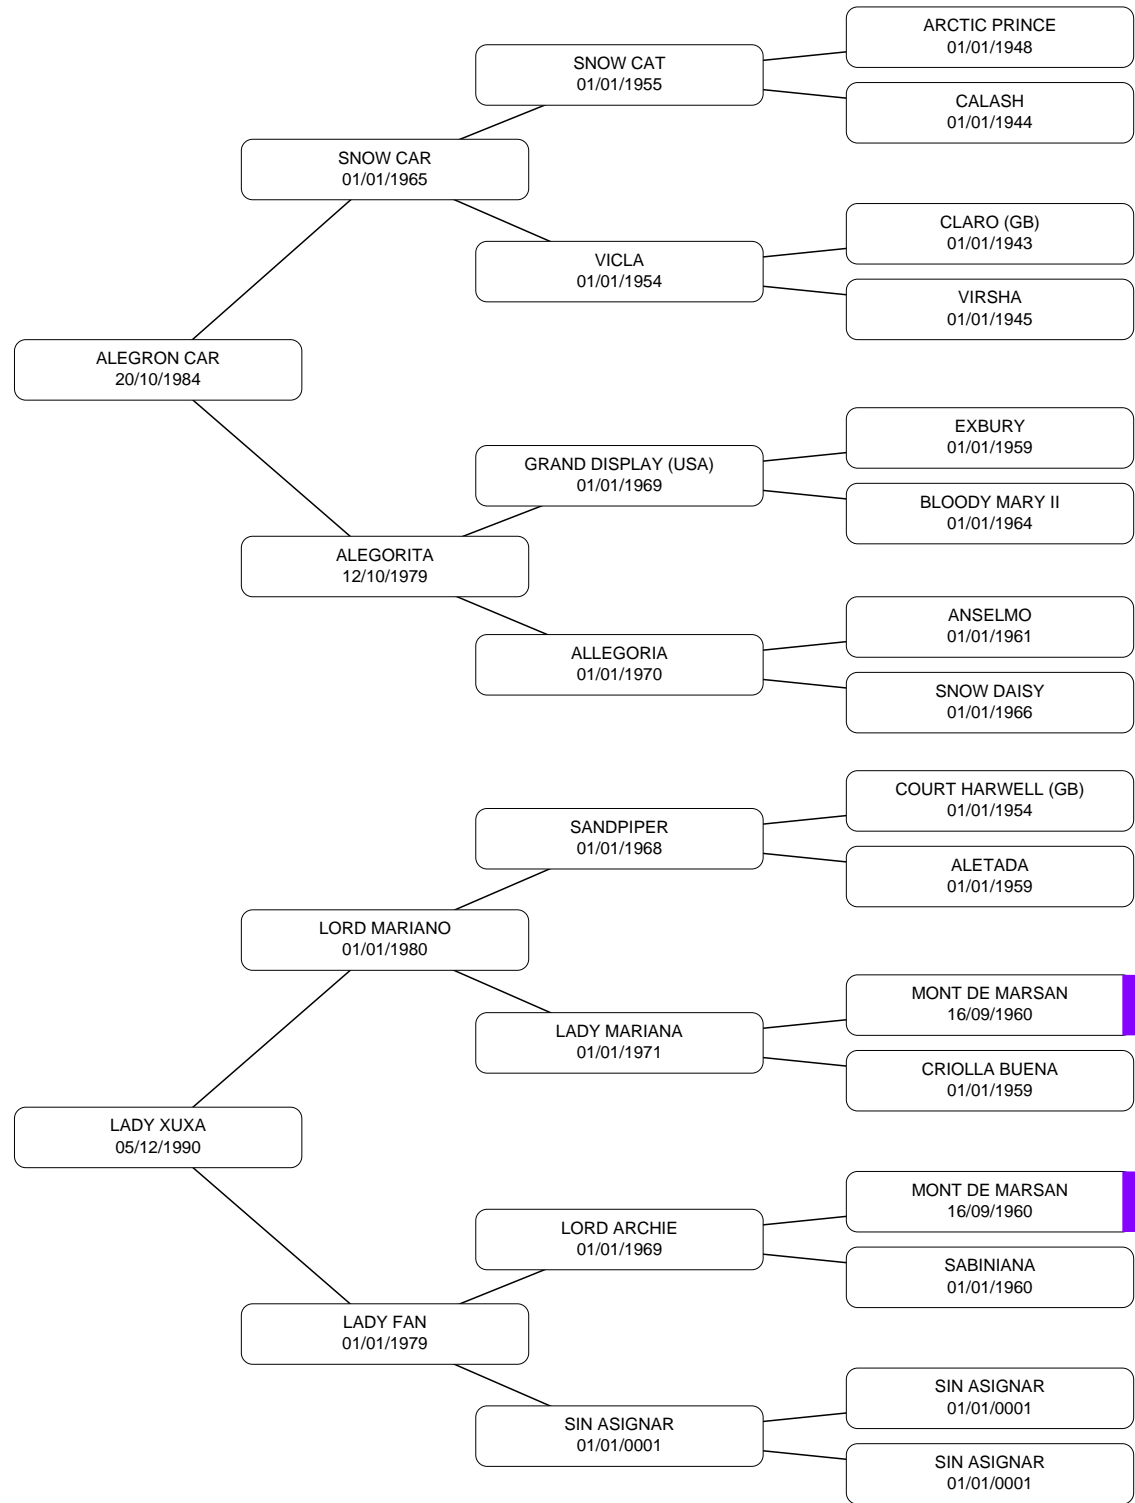 ARCTIC PRINCE
01/01/1948
SNOW CAT
01/01/1955
CALASH
01/01/1944
SNOW CAR
01/01/1965
CLARO (GB)
01/01/1943
VICLA
01/01/1954
VIRSHA
01/01/1945
ALEGRON CAR
20/10/1984
EXBURY
01/01/1959
GRAND DISPLAY (USA)
01/01/1969
BLOODY MARY II
01/01/1964
ALEGORITA
12/10/1979
ANSELMO
01/01/1961
ALLEGORIA
01/01/1970
SNOW DAISY
01/01/1966
COURT HARWELL (GB)
01/01/1954
SANDPIPER
01/01/1968
ALETADA
01/01/1959
LORD MARIANO
01/01/1980
MONT DE MARSAN
16/09/1960
LADY MARIANA
01/01/1971
CRIOLLA BUENA
01/01/1959
LADY XUXA
05/12/1990
MONT DE MARSAN
16/09/1960
LORD ARCHIE
01/01/1969
SABINIANA
01/01/1960
LADY FAN
01/01/1979
SIN ASIGNAR
01/01/0001
SIN ASIGNAR
01/01/0001
SIN ASIGNAR
01/01/0001